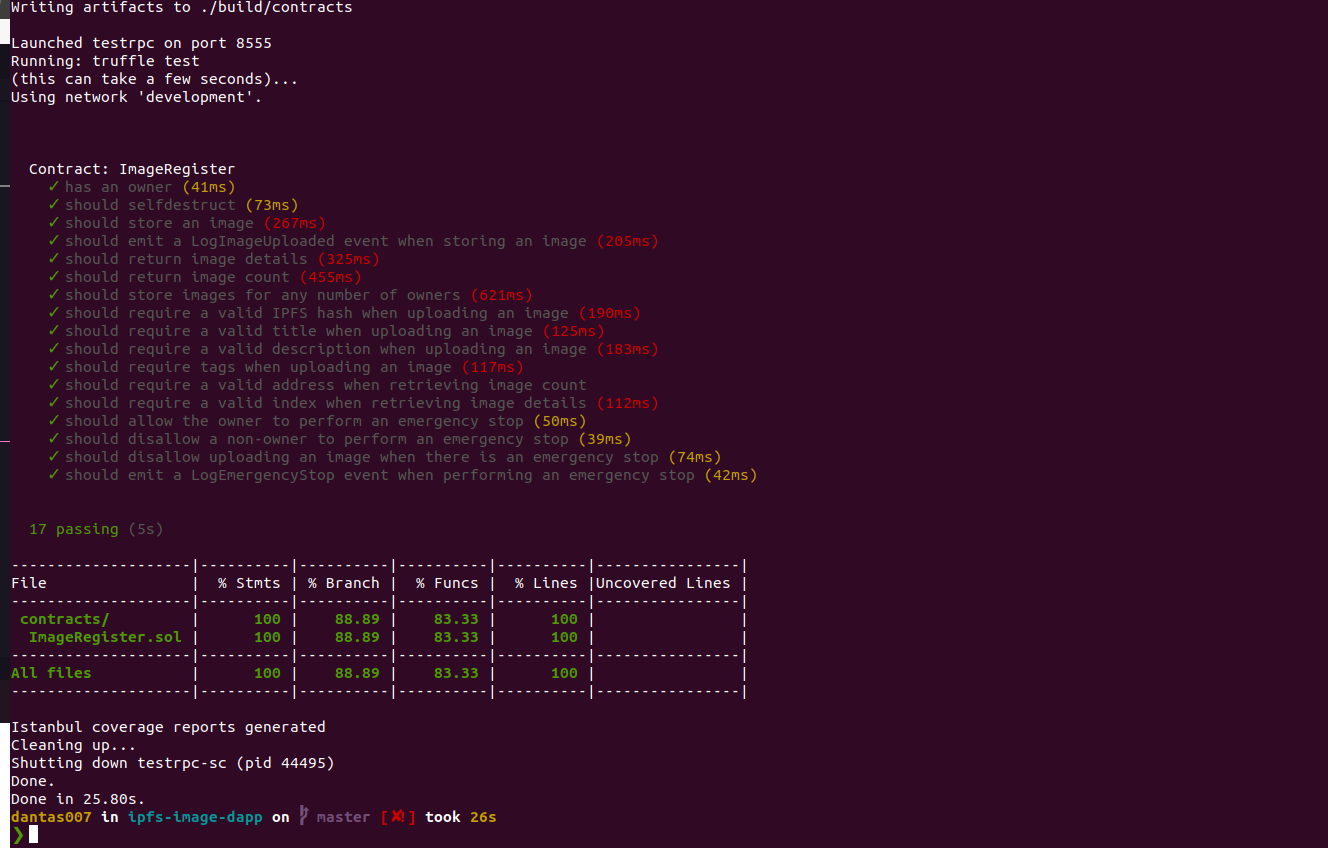 Writing artifacts to ./build/contracts
Launched testrpc on port 8555
Running: truffle test
(this can take a few seconds)...
Using network 'development'.
Contract: ImageRegister
✓ has an owner (41ms)
✓ should selfdestruct (73ms)
✓ should store an image (267ms)
✓ should emit a LogImageUploaded event when storing an image (205ms)
✓ should return image details (325ms)
✓ should return image count (455ms)
✓ should store images for any number of owners (621ms)
✓ should require a valid IPFS hash when uploading an image (190ms)
✓ should require a valid title when uploading an image (125ms)
✓ should require a valid description when uploading an image (183ms)
✓ should require tags when uploading an image (117ms)
✓ should require a valid address when retrieving image count
✓ should require a valid index when retrieving image details (112ms)
✓ should allow the owner to perform an emergency stop (50ms)
✓ should disallow a non-owner to perform an emergency stop (39ms)
✓ should disallow uploading an image when there is an emergency stop (74ms)
✓ should emit a LogEmergencyStop event when performing an emergency stop (42ms)
17 passing (5s)
--------------------|----------|----------|----------|----------|----------------|
File                |  % Stmts | % Branch |  % Funcs |  % Lines |Uncovered Lines |
--------------------|----------|----------|----------|----------|----------------|
 contracts/         |      100 |    88.89 |    83.33 |      100 |                |
  ImageRegister.sol |      100 |    88.89 |    83.33 |      100 |                |
--------------------|----------|----------|----------|----------|----------------|
All files           |      100 |    88.89 |    83.33 |      100 |                |
--------------------|----------|----------|----------|----------|----------------|
Istanbul coverage reports generated
Cleaning up...
Shutting down testrpc-sc (pid 44495)
Done.
Done in 25.80s.
dantas007 in ipfs-image-dapp on master [✘!] took 26s
❯